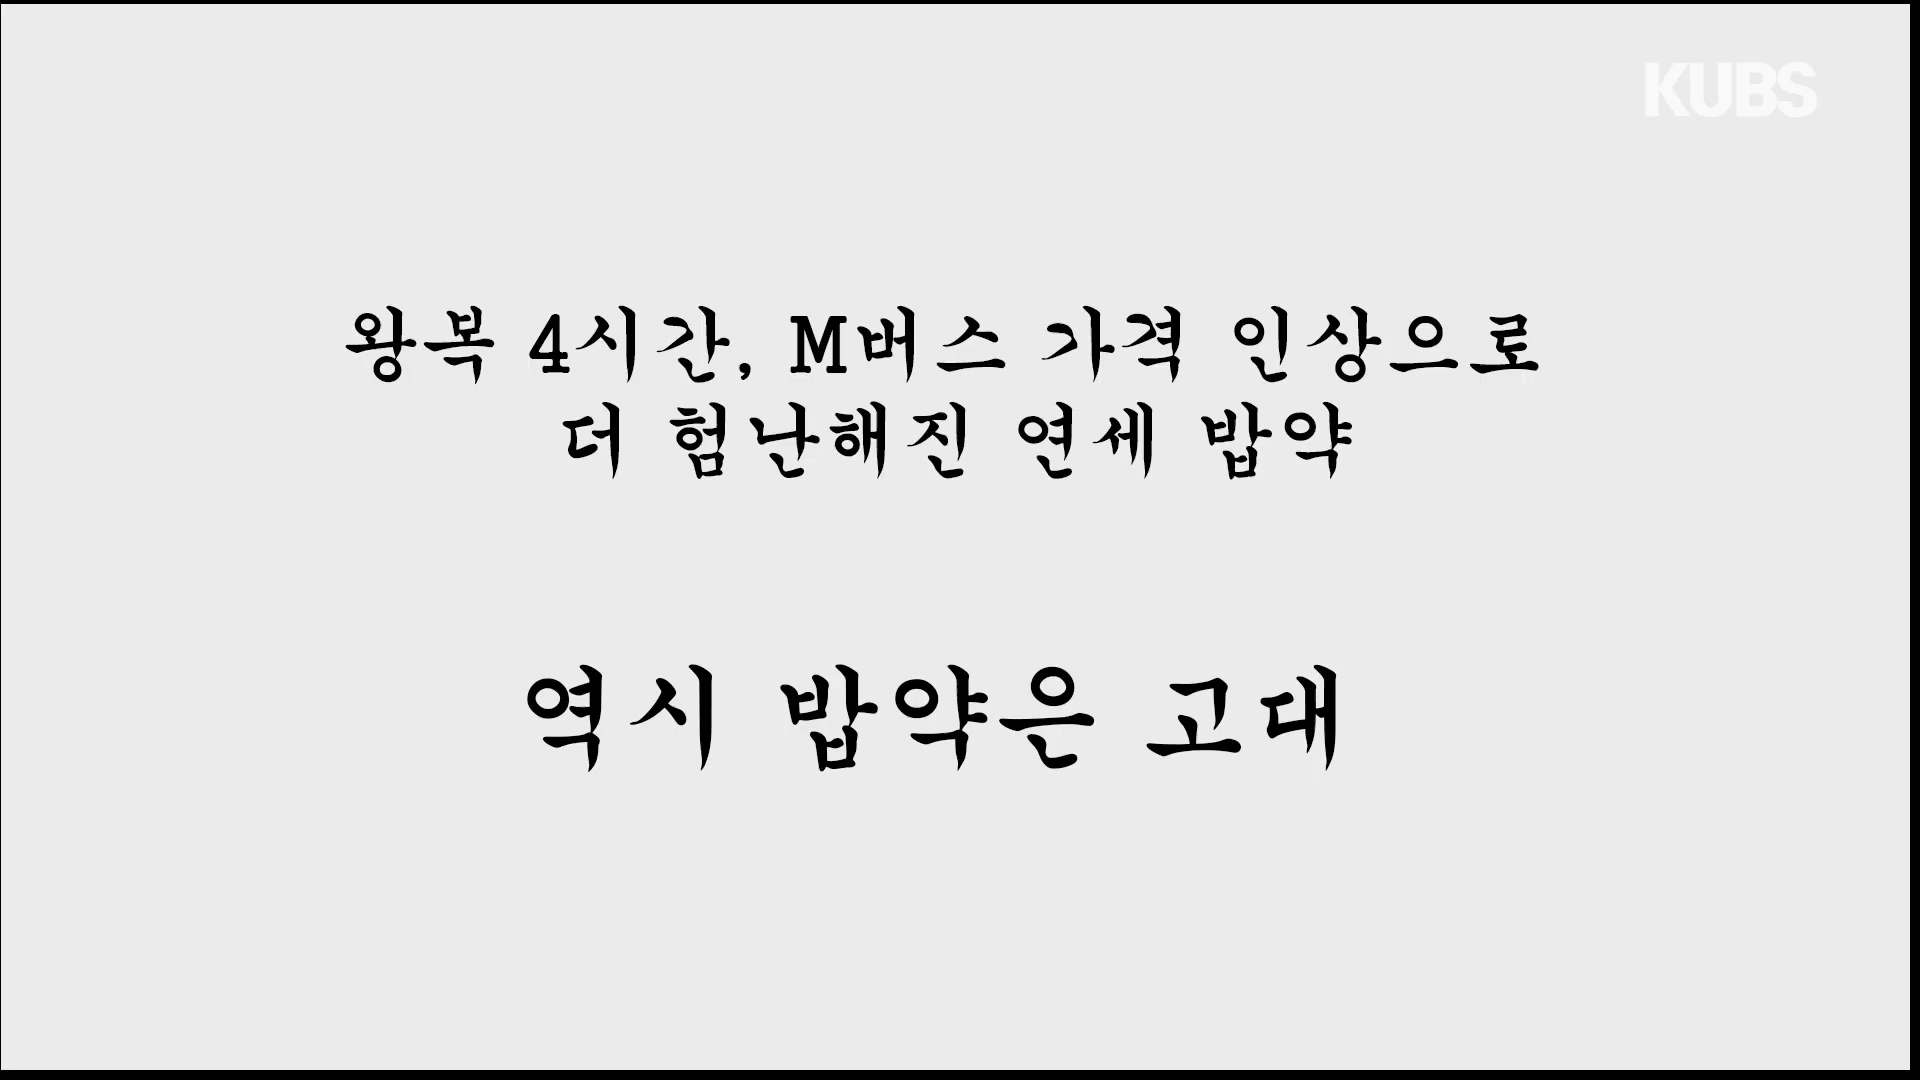 KUBS
왕복 4시간, M버스 가격 인상으로
더 험난해진 연세 밥약
역시 밥약은 고대